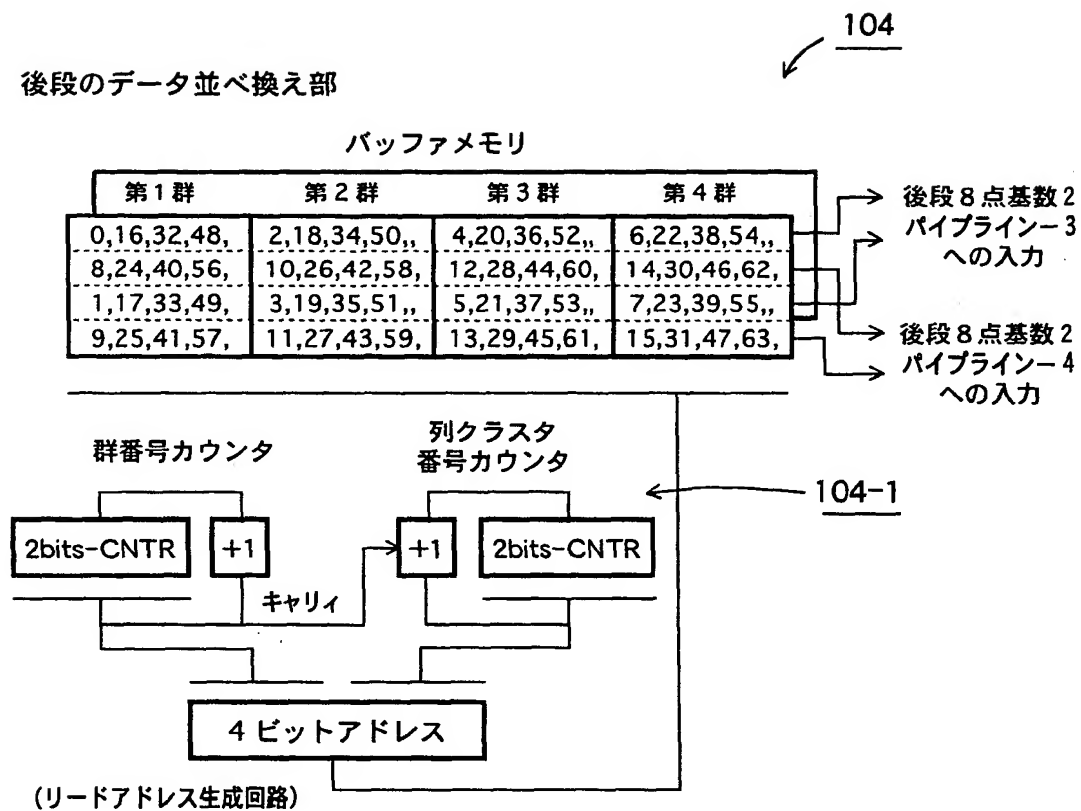 104
後段のデータ並べ換え部
バッファメモリ
第1群 第2群 第3群 第4群
0,16,32,48, 2,18,34,50,, 4,20,36,52,, 6,22,38,54,,
8,24,40,56, 10,26,42,58, 12,28,44,60, 14,30,46,62,
1,17,33,49, 3,19,35,51,, 5,21,37,53,, 7,23,39,55,,
9,25,41,57, 11,27,43,59, 13,29,45,61, 15,31,47,63,
後段8点基数2
パイプライン−3
への入力
後段8点基数2
パイプライン−4
への入力
群番号カウンタ
列クラスタ
番号カウンタ
104-1
2bits-CNTR +1 +1 2bits-CNTR
キャリィ
4ビットアドレス
(リードアドレス生成回路)